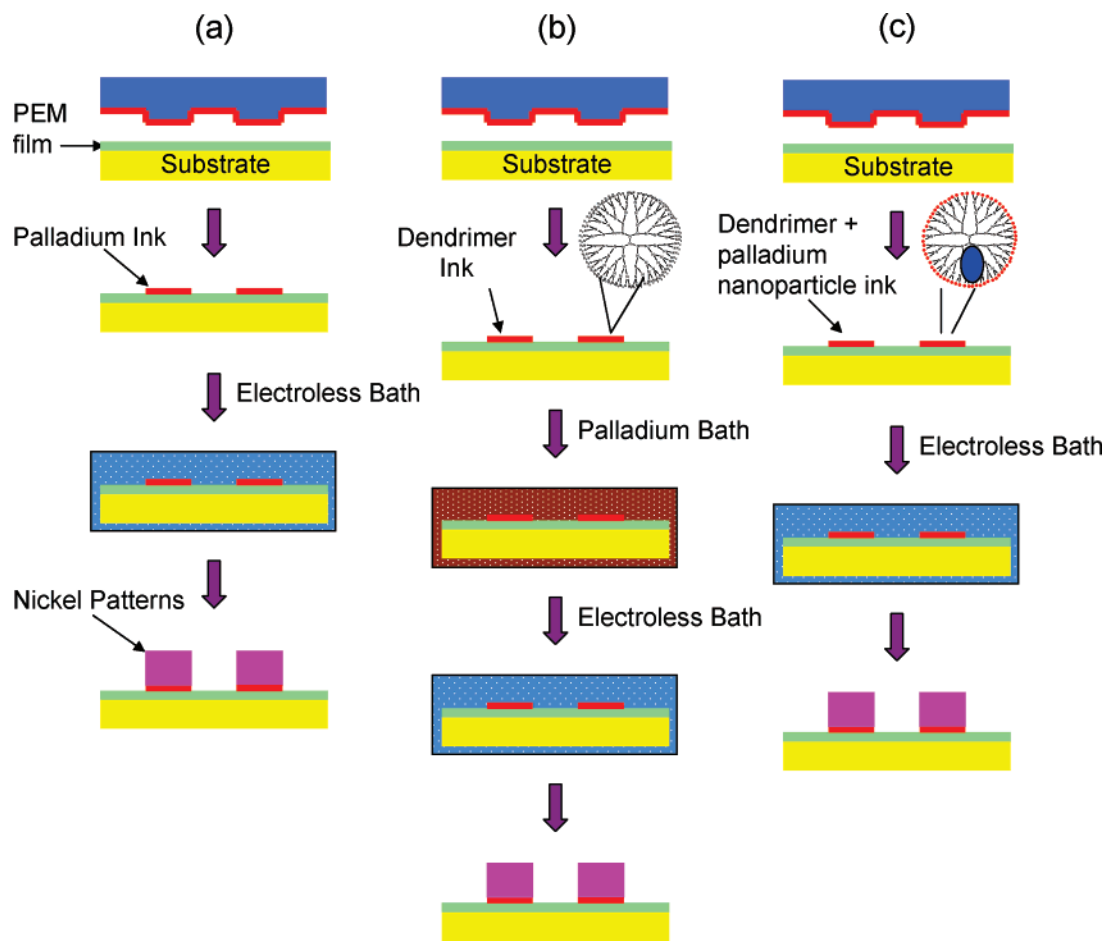 (a)
PEM
film
Substrate
Palladium Ink
Electroless Bath
Nickel Patterns
(b)
Substrate
Dendrimer
Ink
Palladium Bath
Electroless Bath
(c)
Substrate
Dendrimer +
palladium
nanoparticle ink
Electroless Bath